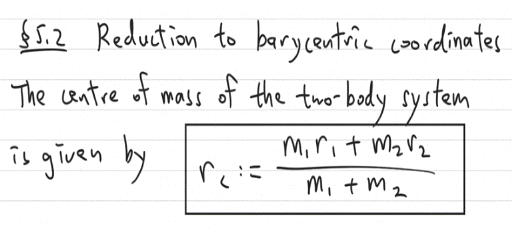 §5.2 Reduction to barycentric coordinates
The centre of mass of the two-body system
is given by r_c := (m₁r₁ + m₂r₂) / (m₁ + m₂)